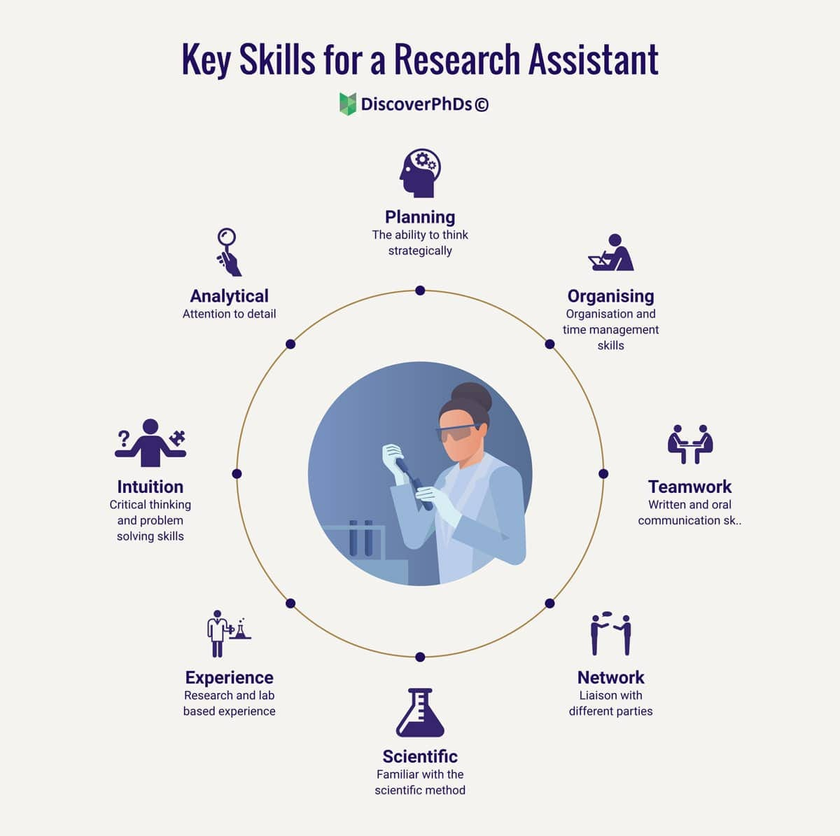 Key Skills for a Research Assistant
DiscoverPhDs©
Planning
The ability to think
strategically
Organising
Organisation and
time management
skills
Teamwork
Written and oral
communication sk..
Network
Liaison with
different parties
Scientific
Familiar with the
scientific method
Experience
Research and lab
based experience
Intuition
Critical thinking
and problem
solving skills
Analytical
Attention to detail
?